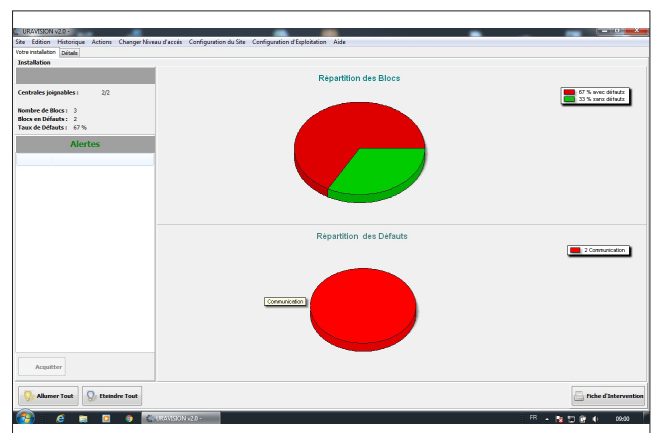 URAVISION v2.0 -
Site Edition Historique Actions Changer Niveau d'accés Configuration du Site Configuration d'Exploitation Aide
Votre installation Détails
Installation
Centrales joignables : 2/2
Nombre de Blocs : 3
Blocs en Défauts : 2
Taux de Défauts : 67 %
Alertes
Acquitter
Répartition des Blocs
67 % avec défauts
33 % sans défauts
Répartition des Défauts
2 Communication
Communication
Allumer Tout Eteindre Tout Fiche d'Intervention
URAVISION v2.0 - FR 09:00